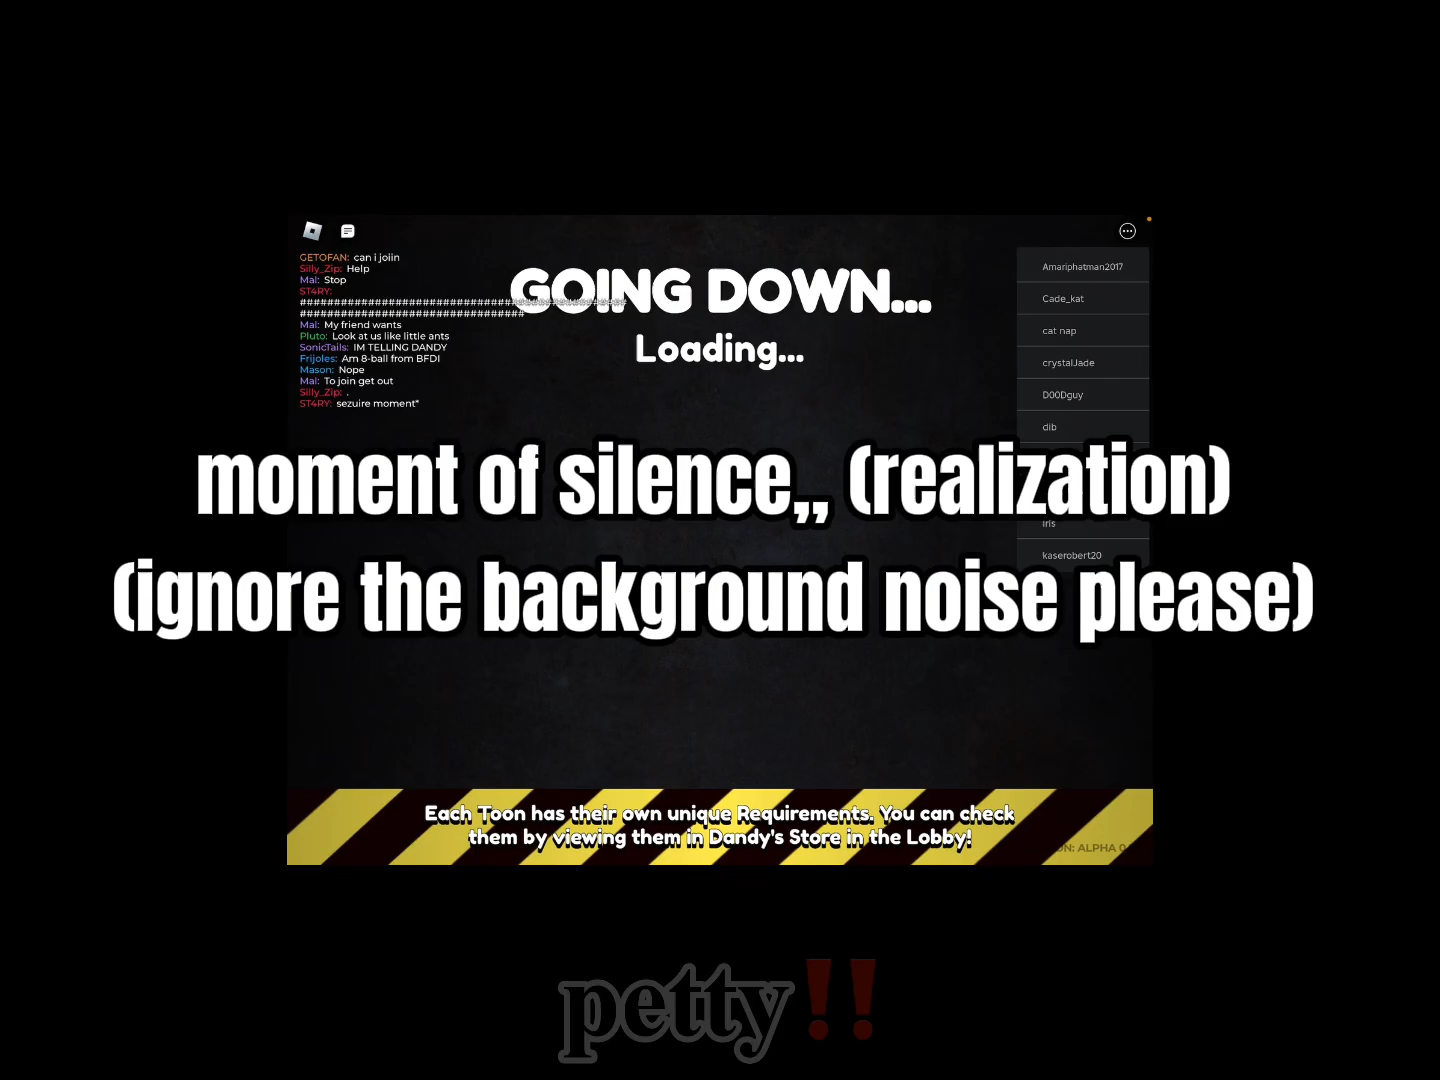 GETOFAN: can i joiin
Silly_Zip: Help
Mal: Stop
ST4RY:
Mal: My friend wants
Pluto: Look at us like little ants
SonicTails: IM TELLING DANDY
Frijoles: Am 8-ball from BFDI
Mason: Nope
Mal: To join get out
Silly_Zip: .
ST4RY: sezuire moment*
GOING DOWN...
Loading...
Amariphatman2017
Cade_kat
cat nap
crystalJade
D00Dguy
dib
moment of silence,, (realization)
Iris
kaserobert20
(ignore the background noise please)
Each Toon has their own unique Requirements. You can check
them by viewing them in Dandy's Store in the Lobby!
ALPHA
petty‼️